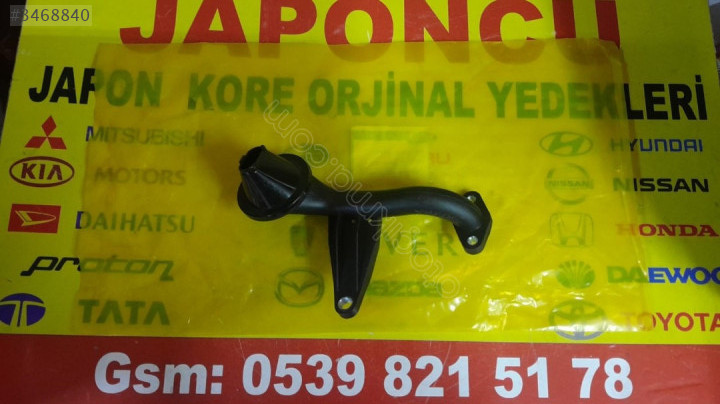 #3468840
JAPONCU
JAPON KORE ORJİNAL YEDEKLERİ
MITSUBISHI
HYUNDAI
KIA MOTORS
NISSAN
DAIHATSU
VER
HONDA
proton
mazda
DAEWOO
TATA
TOYOTA
Gsm: 0539 821 51 78